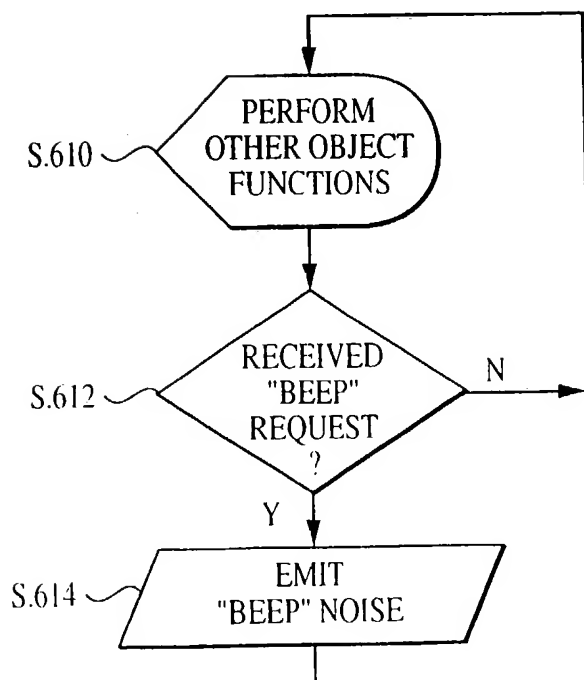 PERFORM
OTHER OBJECT
FUNCTIONS
S.610
RECEIVED
"BEEP"
REQUEST
?
S.612
N
Y
EMIT
"BEEP" NOISE
S.614